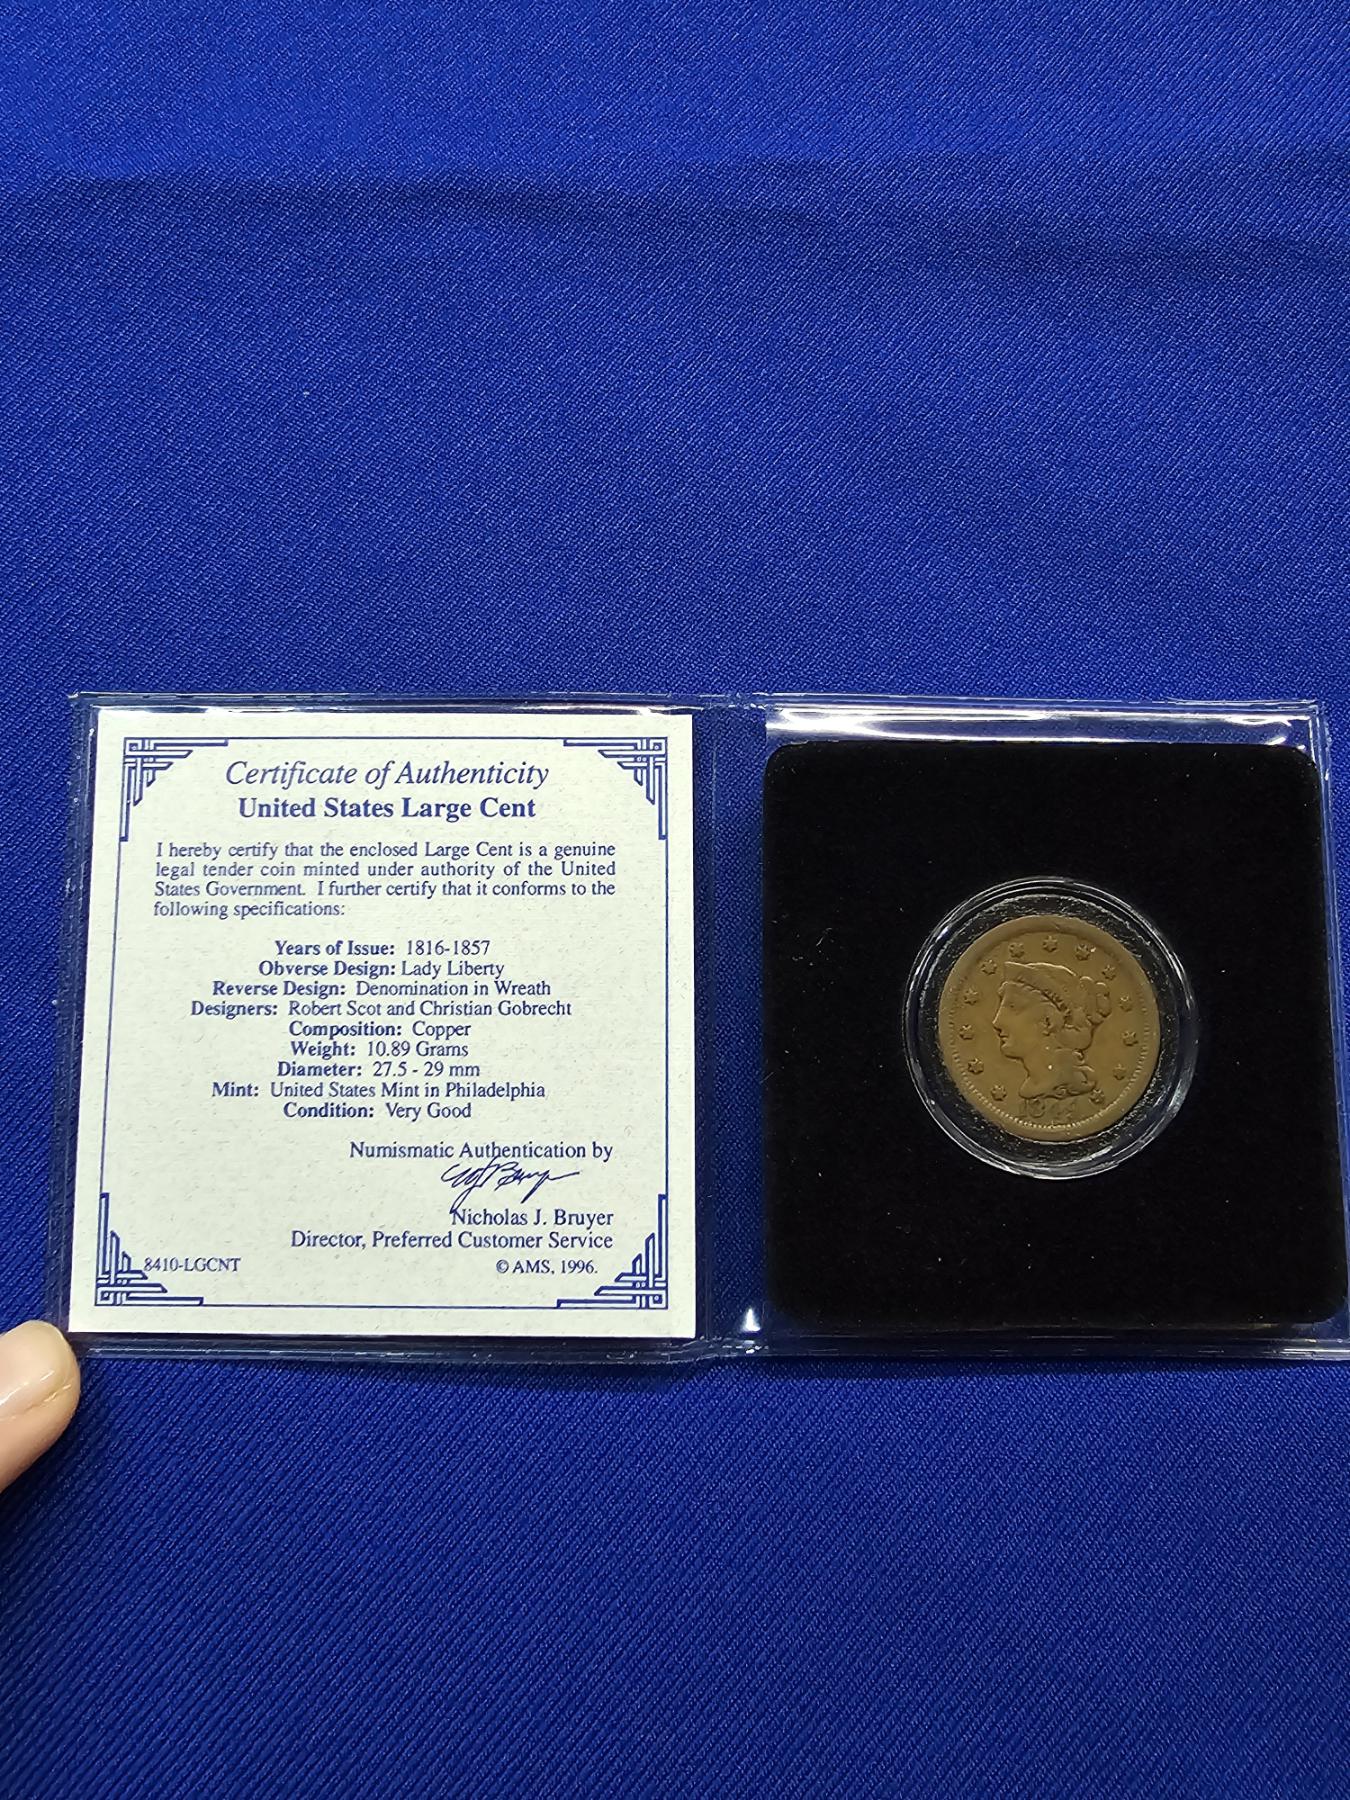 Certificate of Authenticity
United States Large Cent
I hereby certify that the enclosed Large Cent is a genuine
legal tender coin minted under authority of the United
States Government. I further certify that it conforms to the
following specifications:
Years of Issue: 1816-1857
Obverse Design: Lady Liberty
Reverse Design: Denomination in Wreath
Designers: Robert Scot and Christian Gobrecht
Composition: Copper
Weight: 10.89 Grams
Diameter: 27.5 - 29 mm
Mint: United States Mint in Philadelphia
Condition: Very Good
Numismatic Authentication by
Nicholas J. Bruyer
Director, Preferred Customer Service
8410-LGCNT © AMS, 1996.